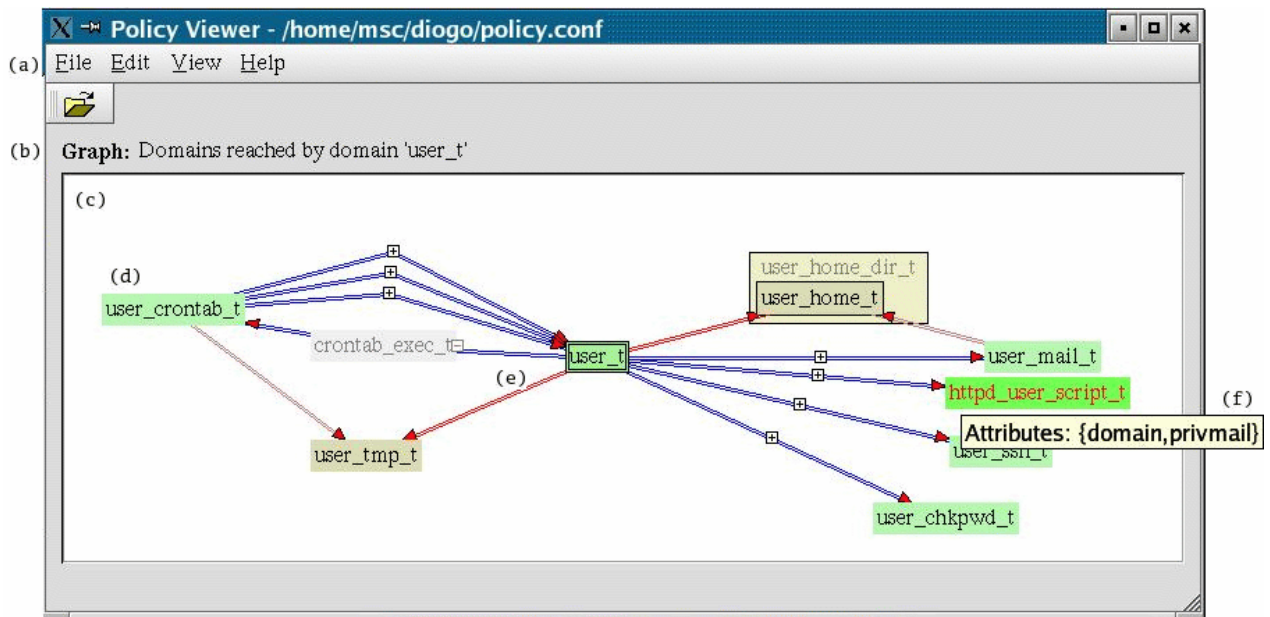 Policy Viewer - /home/msc/diogo/policy.conf
(a) File Edit View Help
(b) Graph: Domains reached by domain 'user_t'
(c)
(d)
user_home_dir_t
user_home_t
user_crontab_t
crontab_exec_t
user_t
user_mail_t
(e)
httpd_user_script_t
(f)
Attributes: {domain,privmail}
user_ssh_t
user_tmp_t
user_chkpwd_t